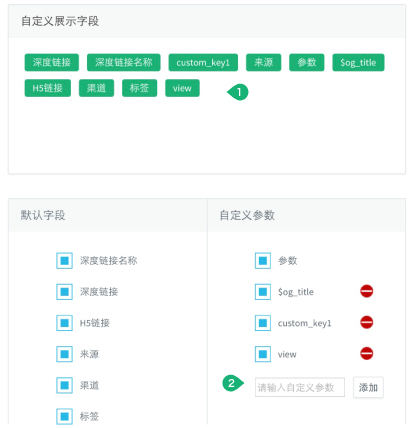 自定义展示字段
深度链接 深度链接名称 custom_key1 来源 参数 $og_title
H5链接 渠道 标签 view 1
默认字段 自定义参数
深度链接名称 参数
深度链接 $og_title
H5链接 custom_key1
来源 view
渠道 2 请输入自定义参数 添加
标签